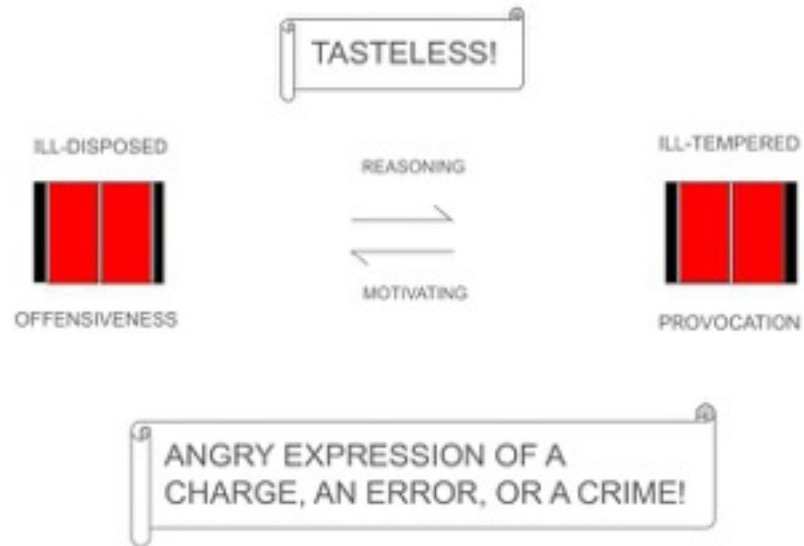 TASTELESS!
ILL-DISPOSED
ILL-TEMPERED
REASONING
MOTIVATING
OFFENSIVENESS
PROVOCATION
ANGRY EXPRESSION OF A
CHARGE, AN ERROR, OR A CRIME!